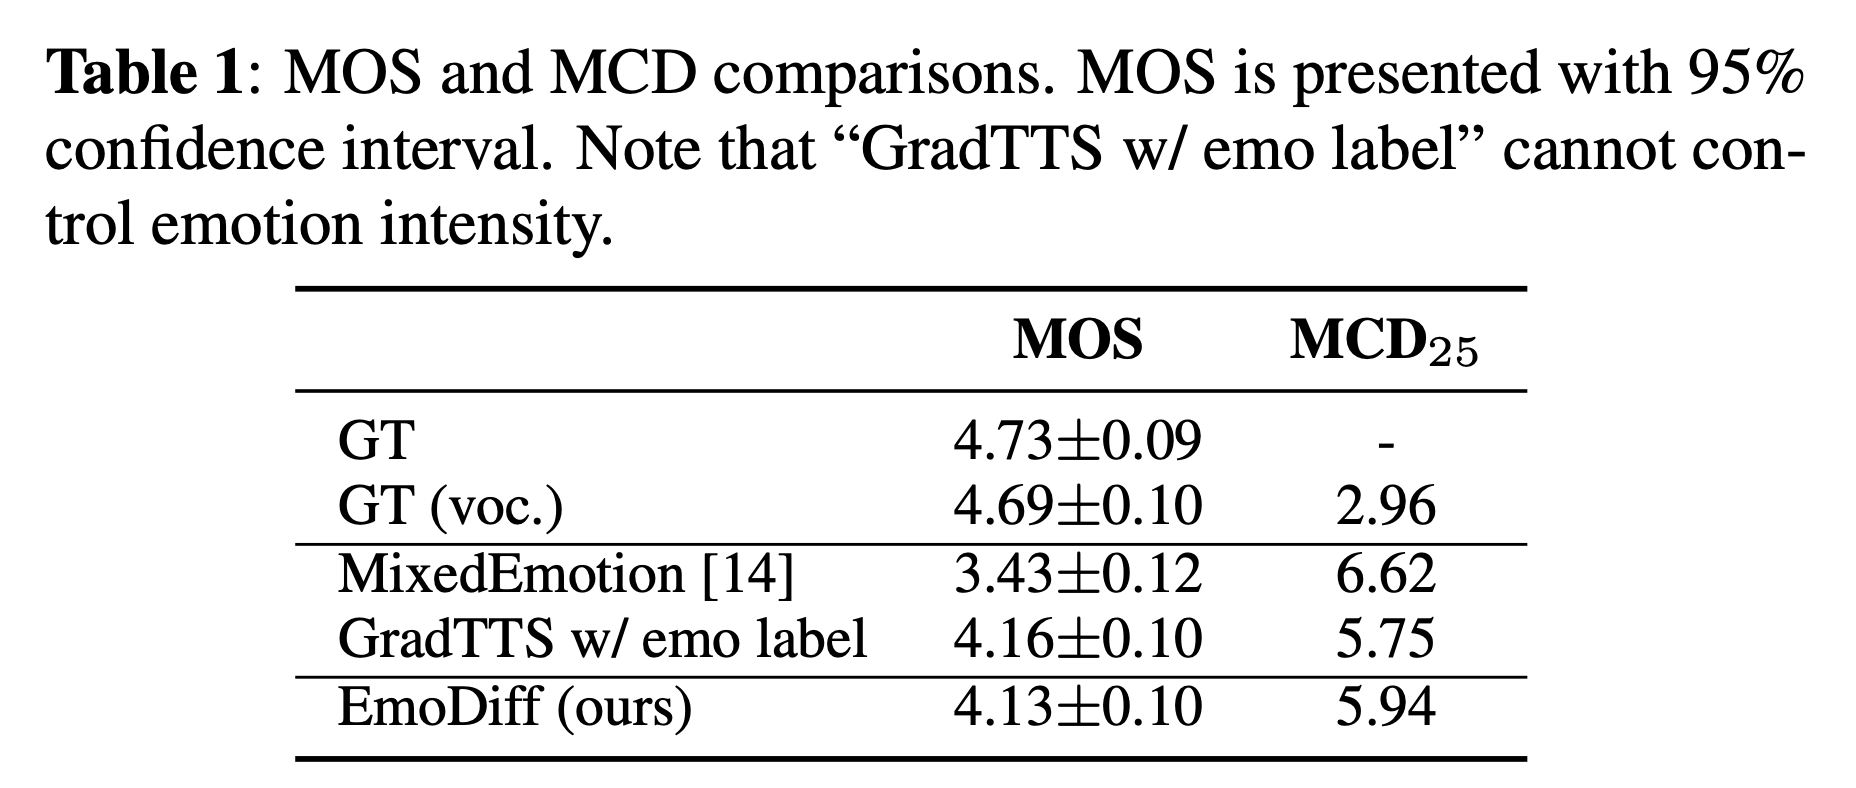 Table 1: MOS and MCD comparisons. MOS is presented with 95%
confidence interval. Note that “GradTTS w/ emo label” cannot con-
trol emotion intensity.
MOS MCD₂₅
GT 4.73±0.09 -
GT (voc.) 4.69±0.10 2.96
MixedEmotion [14] 3.43±0.12 6.62
GradTTS w/ emo label 4.16±0.10 5.75
EmoDiff (ours) 4.13±0.10 5.94